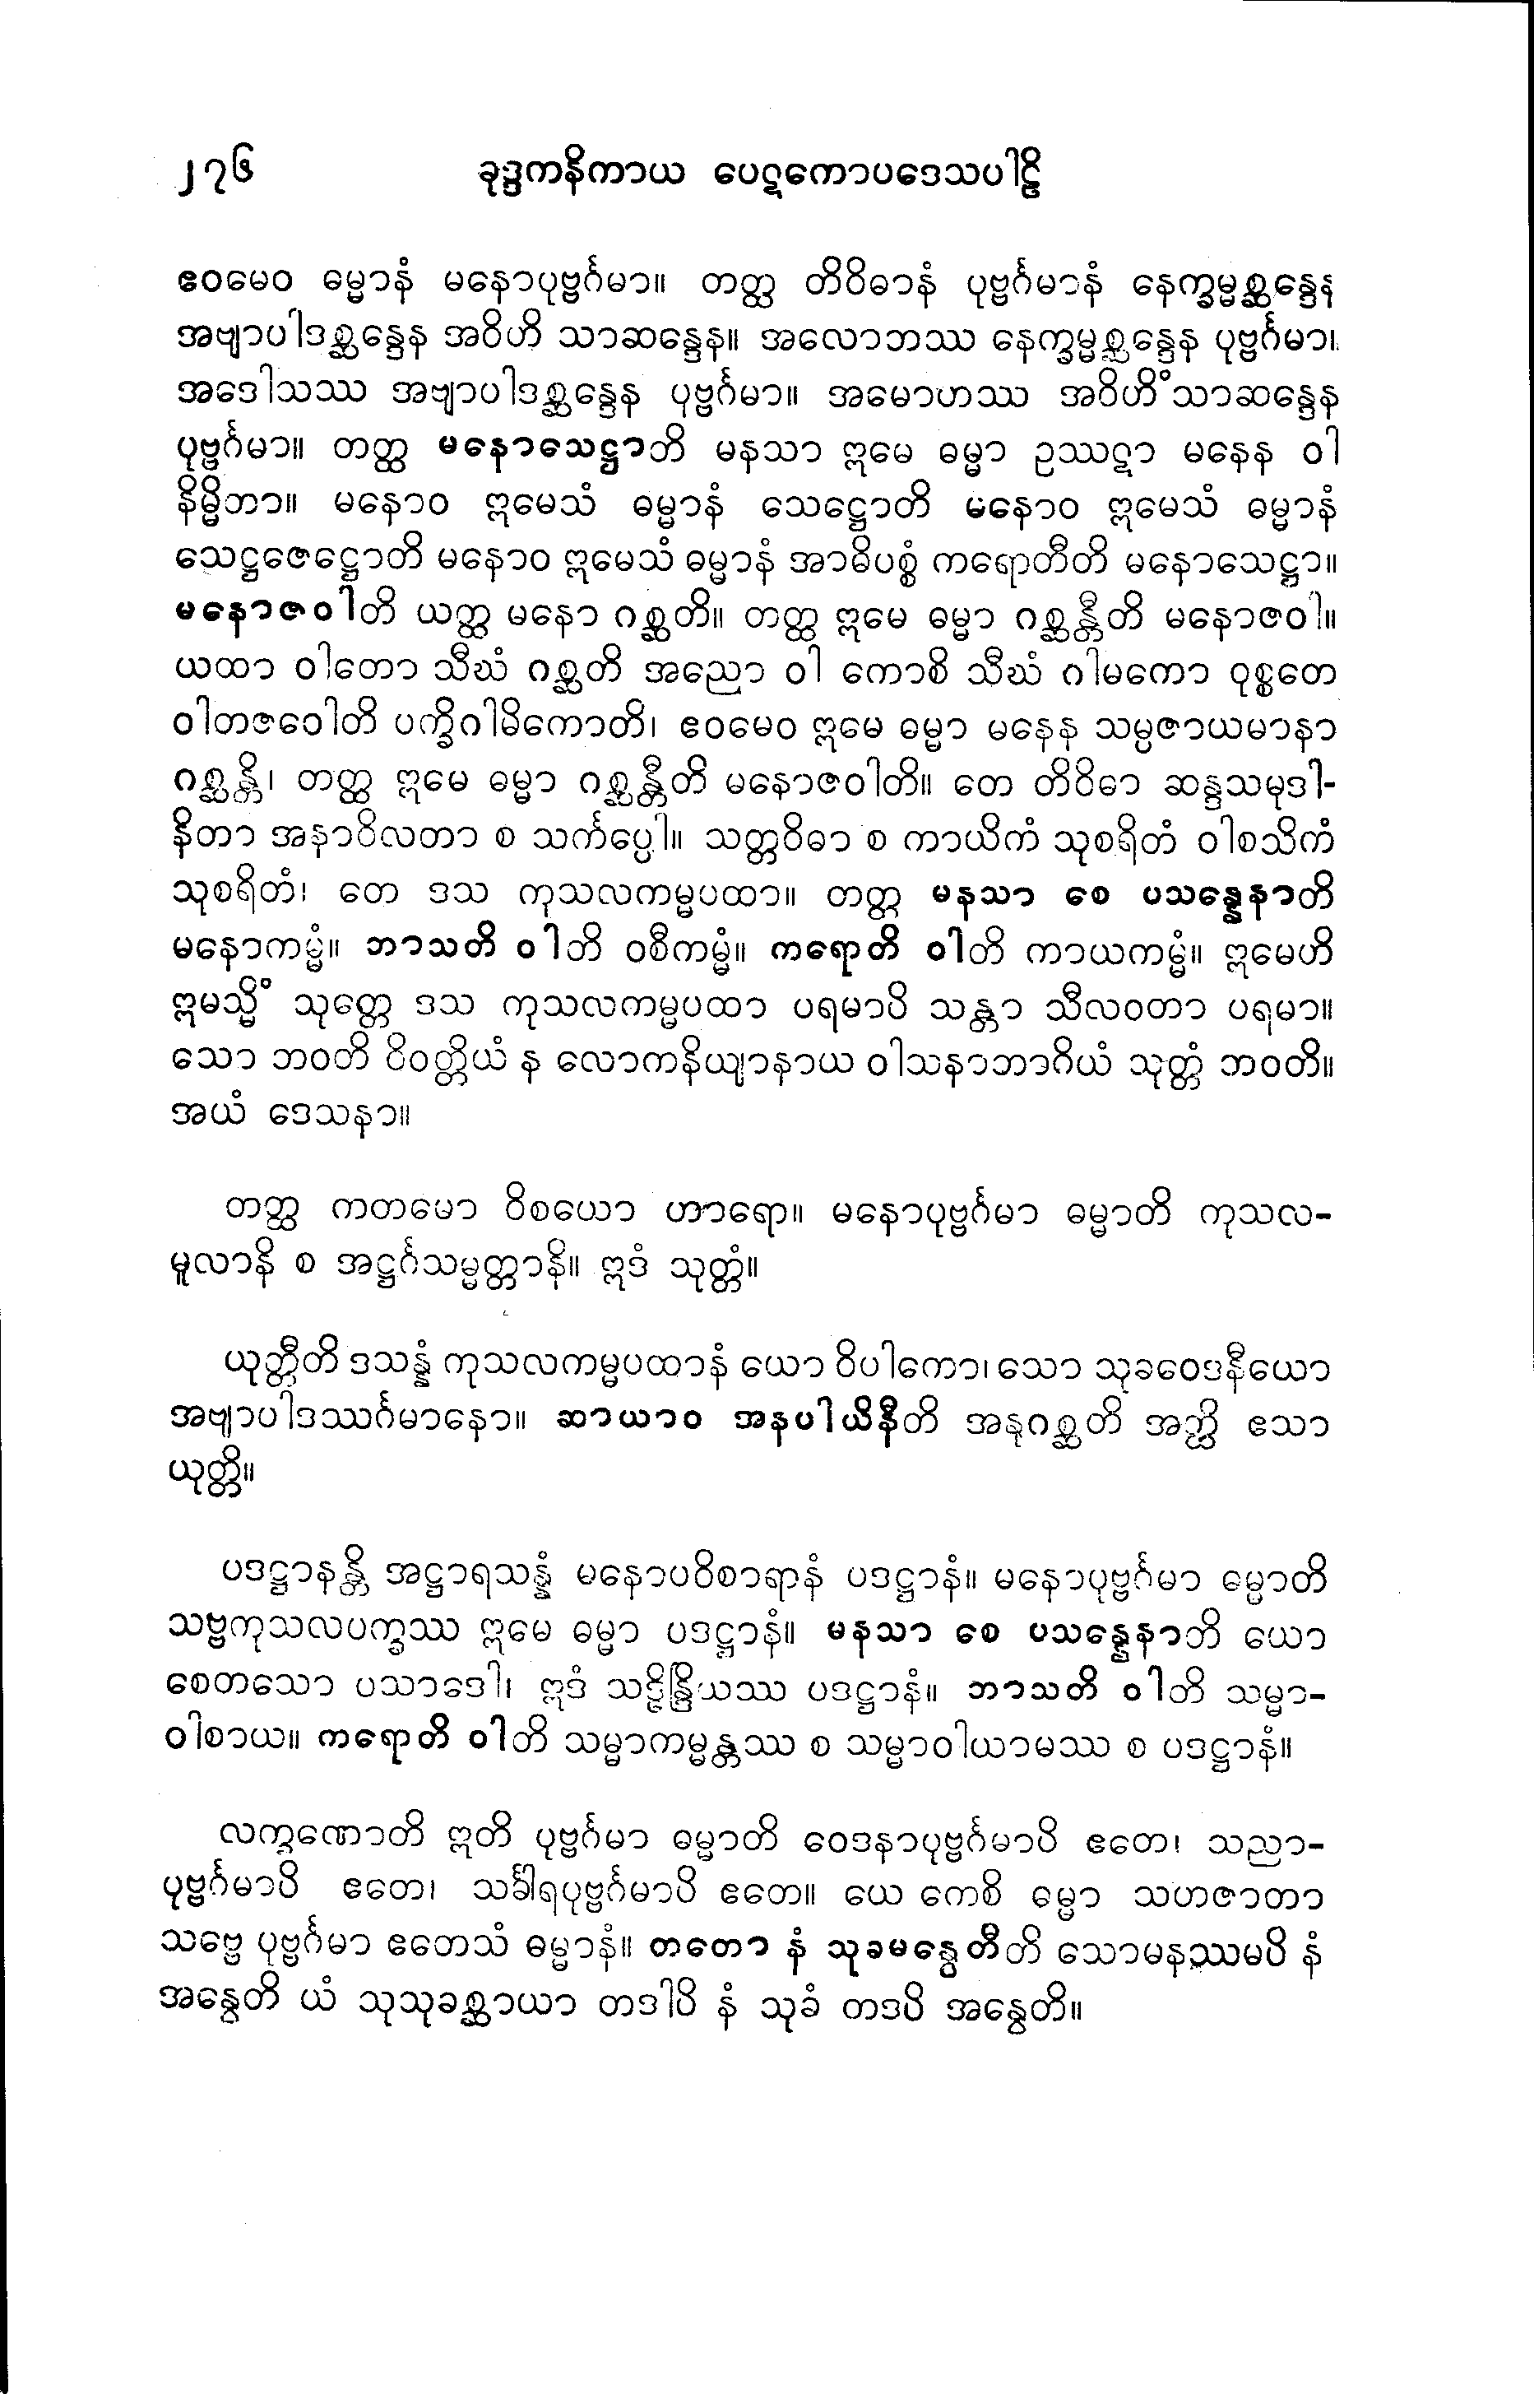 ၂၇၆ ခုဒ္ဒကနိကာယ ပေဋကောပဒေသပါဠိ
ဧဝမေဝ ဓမ္မာနံ မနောပုဗ္ဗင်္ဂမာ။ တတ္ထ တိဝိဓာနံ ပုဗ္ဗင်္ဂမာနံ နေက္ခမ္မစ္ဆန္ဒေန
အဗျာပါဒစ္ဆန္ဒေန အဝိဟိ သာဆန္ဒေန။ အလောဘဿ နေက္ခမ္မစ္ဆန္ဒေန ပုဗ္ဗင်္ဂမာ၊
အဒေါသဿ အဗျာပါဒစ္ဆန္ဒေန ပုဗ္ဗင်္ဂမာ။ အမောဟဿ အဝိဟိံသာဆန္ဒေန
ပုဗ္ဗင်္ဂမာ။ တတ္ထ မနောသေဋ္ဌာတိ မနသာ ဣမေ ဓမ္မာ ဥဿဋာ မနေန ဝါ
နိမ္မိတာ။ မနောဝ ဣမေသံ ဓမ္မာနံ သေဋ္ဌောတိ မနောဝ ဣမေသံ ဓမ္မာနံ
သေဋ္ဌဇေဋ္ဌောတိ မနောဝ ဣမေသံ ဓမ္မာနံ အာဓိပစ္စံ ကရောတီတိ မနောသေဋ္ဌာ။
မနောဇဝါတိ ယတ္ထ မနော ဂစ္ဆတိ။ တတ္ထ ဣမေ ဓမ္မာ ဂစ္ဆန္တီတိ မနောဇဝါ။
ယထာ ဝါတော သီဃံ ဂစ္ဆတိ အညော ဝါ ကောစိ သီဃံ ဂါမကော ဝုစ္စတေ
ဝါတဇဝေါတိ ပက္ခိဂါမိကောတိ၊ ဧဝမေဝ ဣမေ ဓမ္မာ မနေန သမ္ပဇာယမာနာ
ဂစ္ဆန္တိ၊ တတ္ထ ဣမေ ဓမ္မာ ဂစ္ဆန္တီတိ မနောဇဝါတိ။ တေ တိဝိဓာ ဆန္ဒသမုဒါ-
နိတာ အနာဝိလတာ စ သင်္ကပ္ပေါ။ သတ္တဝိဓာ စ ကာယိကံ သုစရိတံ ဝါစသိကံ
သုစရိတံ၊ တေ ဒသ ကုသလကမ္မပထာ။ တတ္ထ မနသာ စေ ပသန္နေနာတိ
မနောကမ္မံ။ ဘာသတိ ဝါတိ ဝစီကမ္မံ။ ကရောတိ ဝါတိ ကာယကမ္မံ။ ဣမေဟိ
ဣမသ္မိံ သုတ္တေ ဒသ ကုသလကမ္မပထာ ပရမာပိ သန္တာ သီလဝတာ ပရမာ။
သော ဘဝတိ ဝိဝတ္တိယံ န လောကနိယျာနာယ ဝါသနာဘာဂိယံ သုတ္တံ ဘဝတိ။
အယံ ဒေသနာ။
တတ္ထ ကတမော ဝိစယော ဟာရော။ မနောပုဗ္ဗင်္ဂမာ ဓမ္မာတိ ကုသလ-
မူလာနိ စ အဋ္ဌင်္ဂသမ္မတ္တာနိ။ ဣဒံ သုတ္တံ။
ယုတ္တီတိ ဒသန္နံ ကုသလကမ္မပထာနံ ယော ဝိပါကော၊ သော သုခဝေဒနီယော
အဗျာပါဒဿင်္ဂမာနော။ ဆာယာဝ အနပါယိနီတိ အနုဂစ္ဆတိ အတ္ထိ ဧသာ
ယုတ္တိ။
ပဒဋ္ဌာနန္တိ အဋ္ဌာရသန္နံ မနောပဝိစာရာနံ ပဒဋ္ဌာနံ။ မနောပုဗ္ဗင်္ဂမာ ဓမ္မောတိ
သဗ္ဗကုသလပက္ခဿ ဣမေ ဓမ္မာ ပဒဋ္ဌာနံ။ မနသာ စေ ပသန္နေနာတိ ယော
စေတသော ပသာဒေါ၊ ဣဒံ သဒ္ဓိန္ဒြိယဿ ပဒဋ္ဌာနံ။ ဘာသတိ ဝါတိ သမ္မာ-
ဝါစာယ။ ကရောတိ ဝါတိ သမ္မာကမ္မန္တဿ စ သမ္မာဝါယာမဿ စ ပဒဋ္ဌာနံ။
လက္ခဏောတိ ဣတိ ပုဗ္ဗင်္ဂမာ ဓမ္မာတိ ဝေဒနာပုဗ္ဗင်္ဂမာပိ ဧတေ၊ သညာ-
ပုဗ္ဗင်္ဂမာပိ ဧတေ၊ သင်္ခါရပုဗ္ဗင်္ဂမာပိ ဧတေ။ ယေ ကေစိ ဓမ္မာ သဟဇာတာ
သဗ္ဗေ ပုဗ္ဗင်္ဂမာ ဧတေသံ ဓမ္မာနံ။ တတော နံ သုခမန္ဝေတီတိ သောမနဿမပိ နံ
အန္ဝေတိ ယံ သုသုခစ္ဆာယာ တဒါပိ နံ သုခံ တဒပိ အန္ဝေတိ။